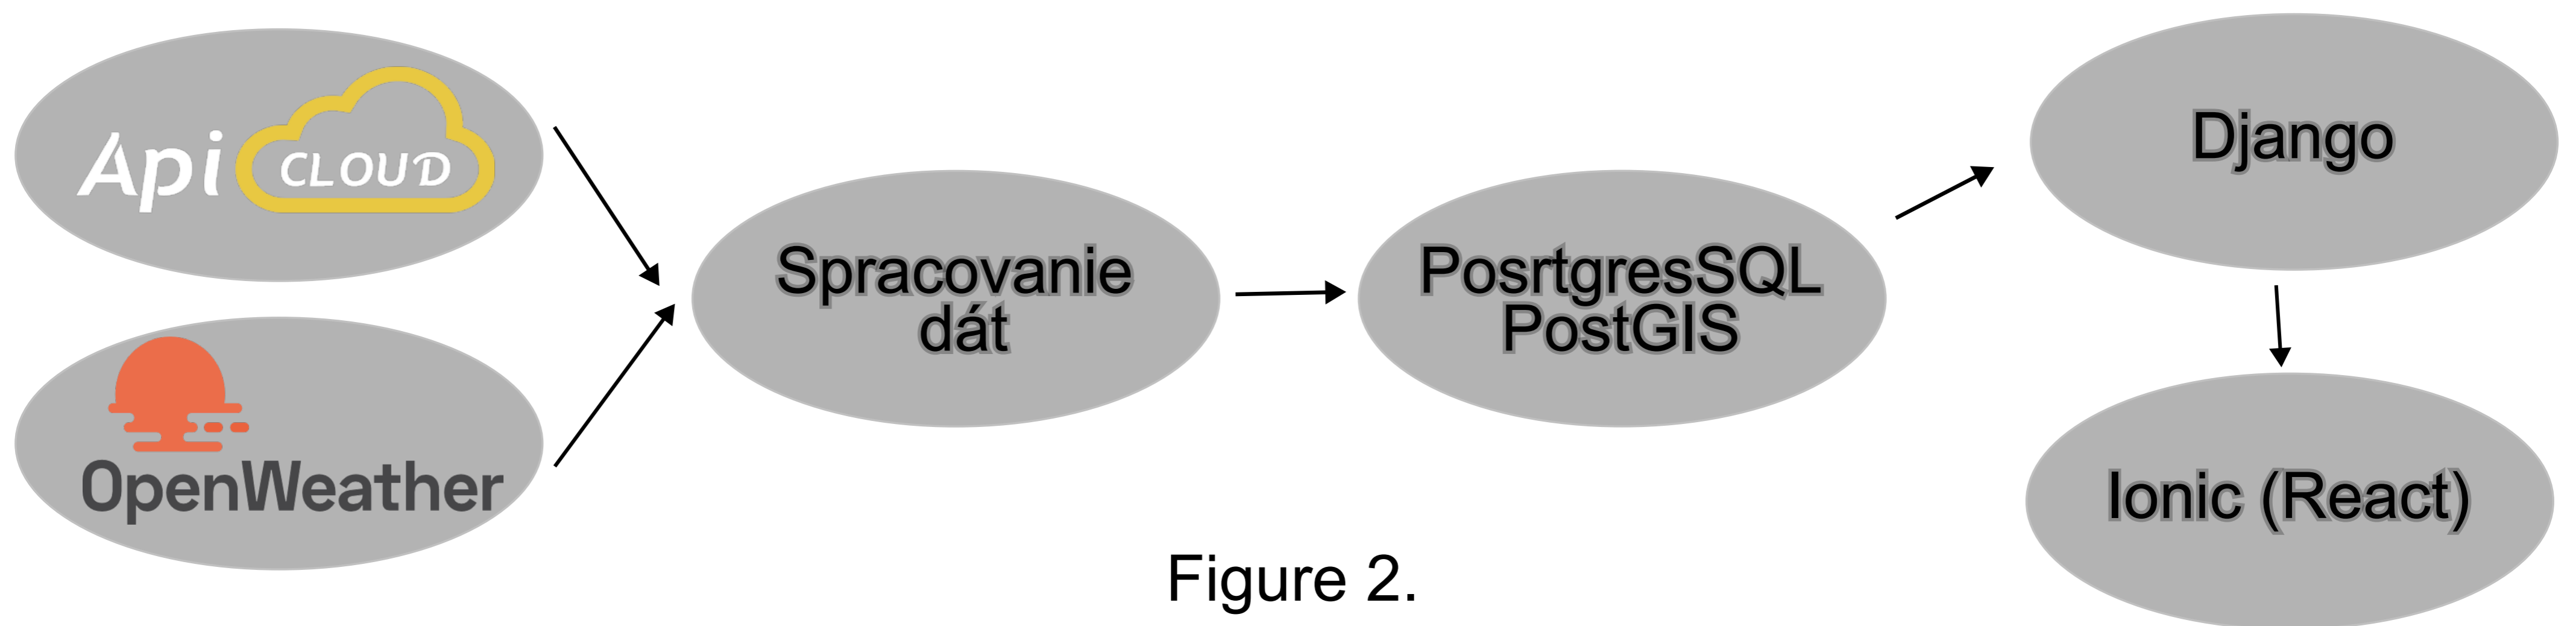 Api CLOUD
OpenWeather
Spracovanie
dát
PosrtgresSQL
PostGIS
Django
Ionic (React)
Figure 2.